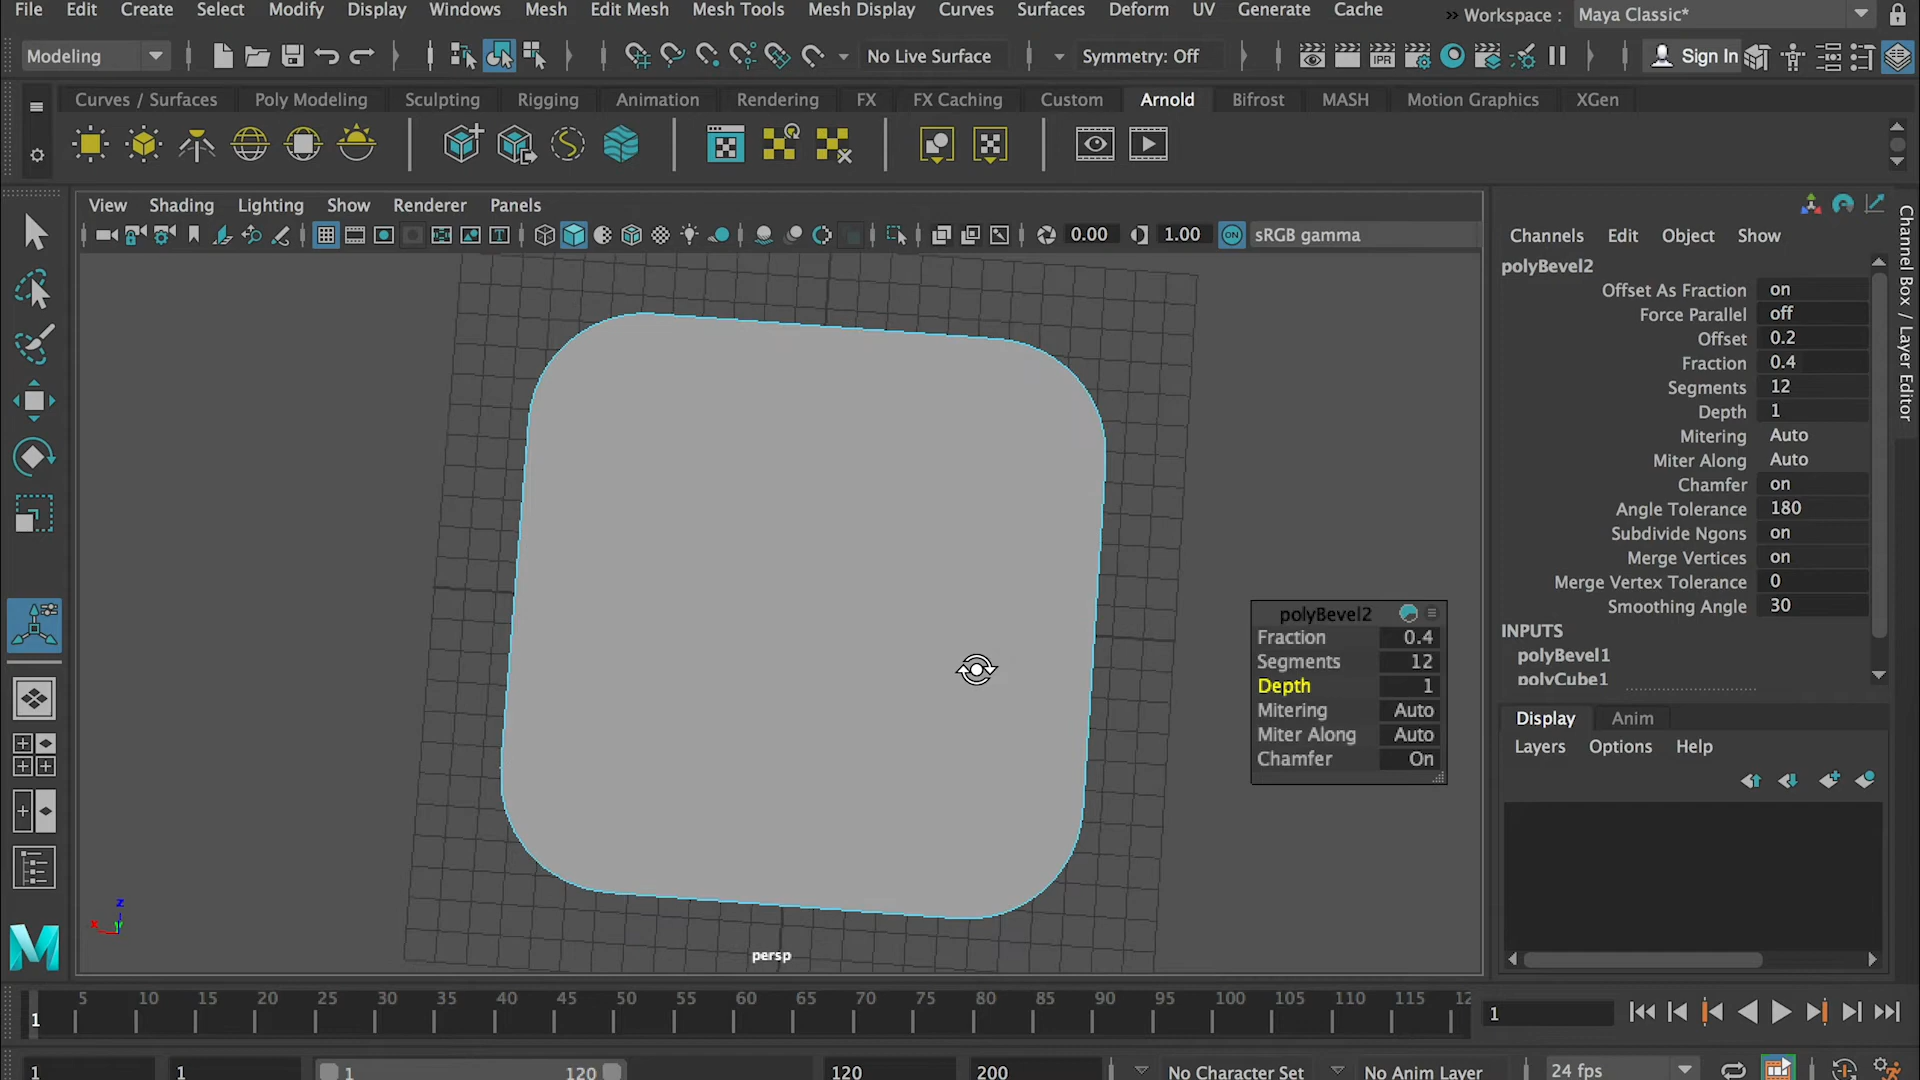 File Edit Create Select Modify Display Windows Mesh Edit Mesh Mesh Tools Mesh Display Curves Surfaces Deform UV Generate Cache » Workspace : Maya Classic*
Modeling No Live Surface Symmetry: Off IPR Sign In
Curves / Surfaces Poly Modeling Sculpting Rigging Animation Rendering FX FX Caching Custom Arnold Bifrost MASH Motion Graphics XGen
View Shading Lighting Show Renderer Panels
0.00 1.00 ON sRGB gamma
Channels Edit Object Show
polyBevel2
Offset As Fraction on
Force Parallel off
Offset 0.2
Fraction 0.4
Segments 12
Depth 1
Mitering Auto
Miter Along Auto
Chamfer on
Angle Tolerance 180
Subdivide Ngons on
Merge Vertices on
Merge Vertex Tolerance 0
Smoothing Angle 30
INPUTS
polyBevel1
polyCube1
Channel Box / Layer Editor
polyBevel2
Fraction 0.4
Segments 12
Depth 1
Mitering Auto
Miter Along Auto
Chamfer On
Display Anim
Layers Options Help
z
x
persp
5 10 15 20 25 30 35 40 45 50 55 60 65 70 75 80 85 90 95 100 105 110 115 12
1
1
1 1 1 120 120 200 No Character Set No Anim Layer 24 fps